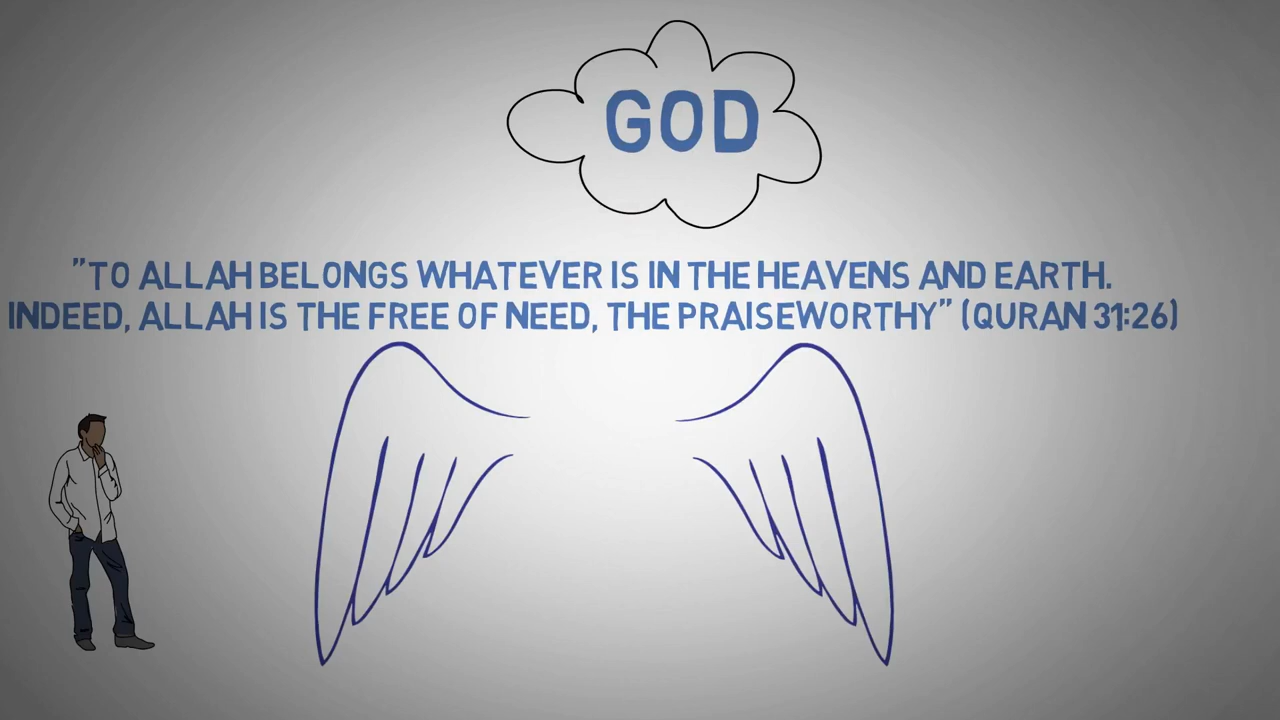 GOD
"TO ALLAH BELONGS WHATEVER IS IN THE HEAVENS AND EARTH.
INDEED, ALLAH IS THE FREE OF NEED, THE PRAISEWORTHY" (QURAN 31:26)